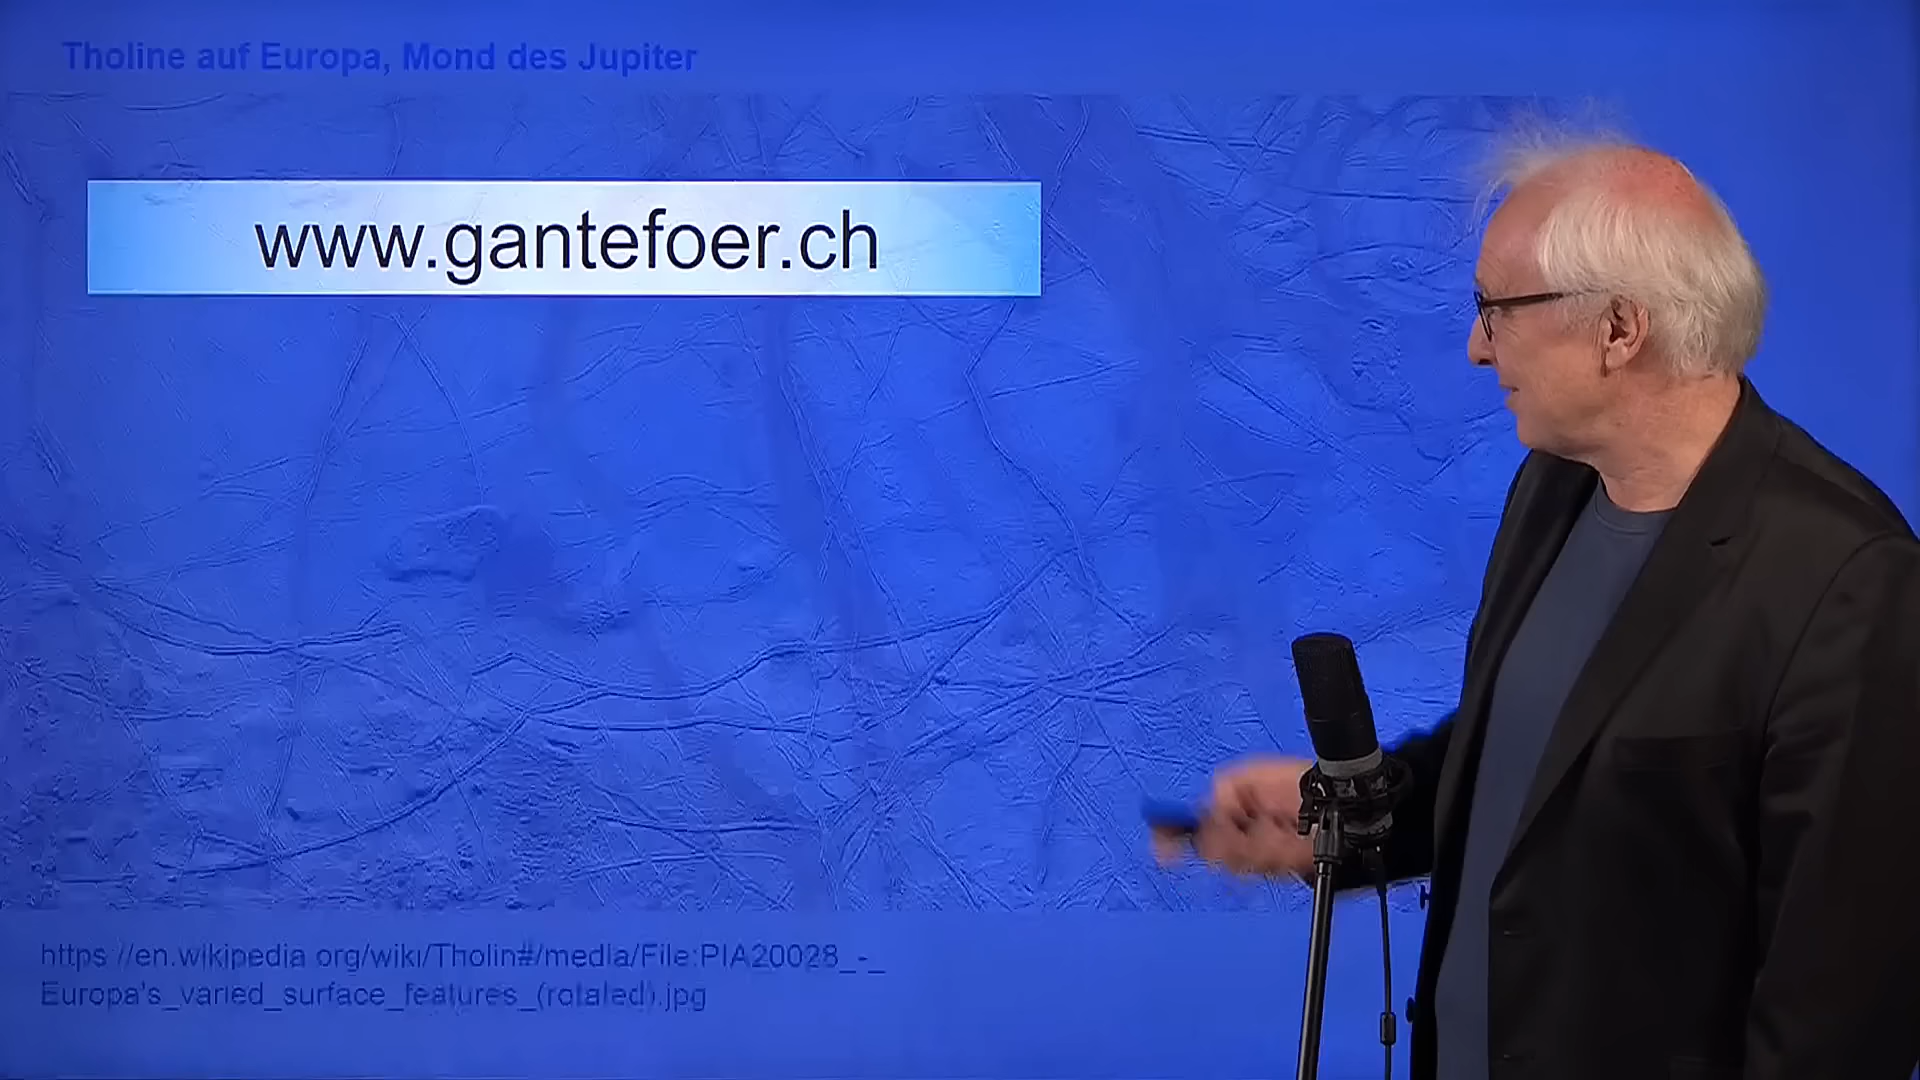 Tholine auf Europa, Mond des Jupiter
www.gantefoer.ch
https://en.wikipedia.org/wiki/Tholin#/media/File:PIA20028_-_
Europa's_varied_surface_features_(rotated).jpg